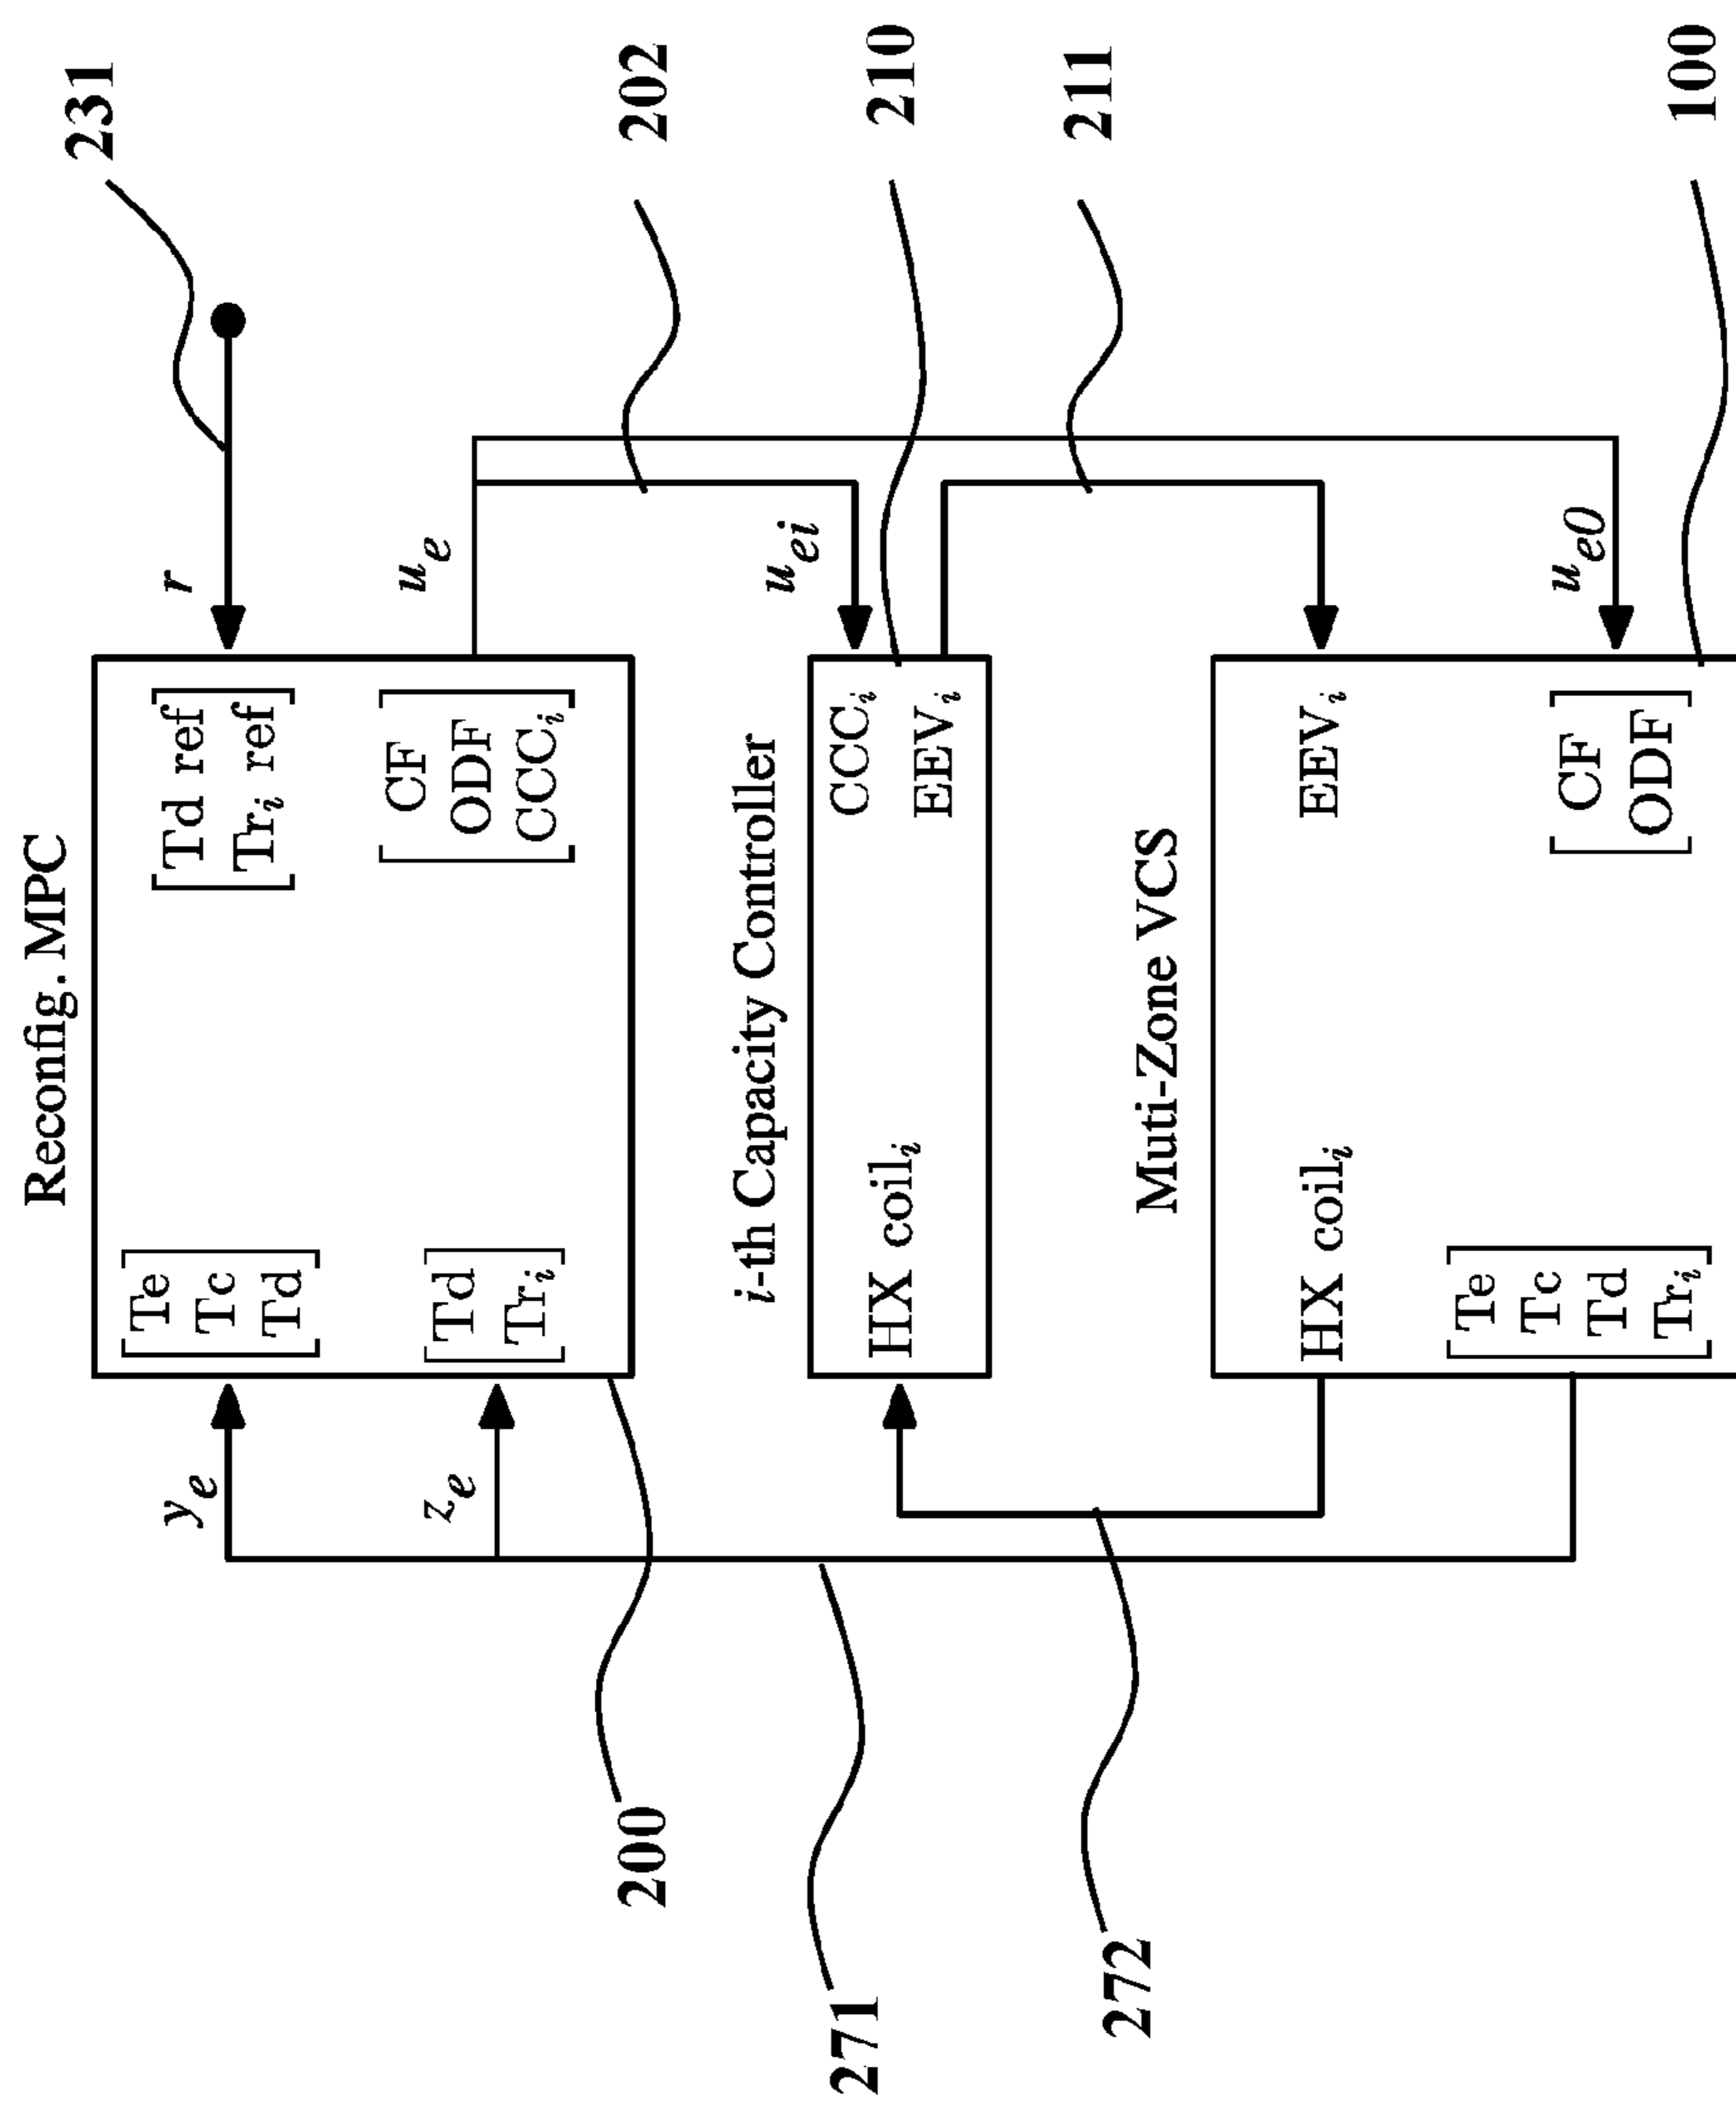 231
202
210
211
100
r
u_e
u_ei
u_e0
Reconfig. MPC
Td ref
Tr_i ref
CF
ODF
CCC_i
Te
Tc
Td
Td
Tr_i
i-th Capacity Controller
CCC_i
EEV_i
HX coil_i
Muti-Zone VCS
EEV_i
CF
ODF
HX coil_i
Te
Tc
Td
Tr_i
y_e
z_e
200
271
272